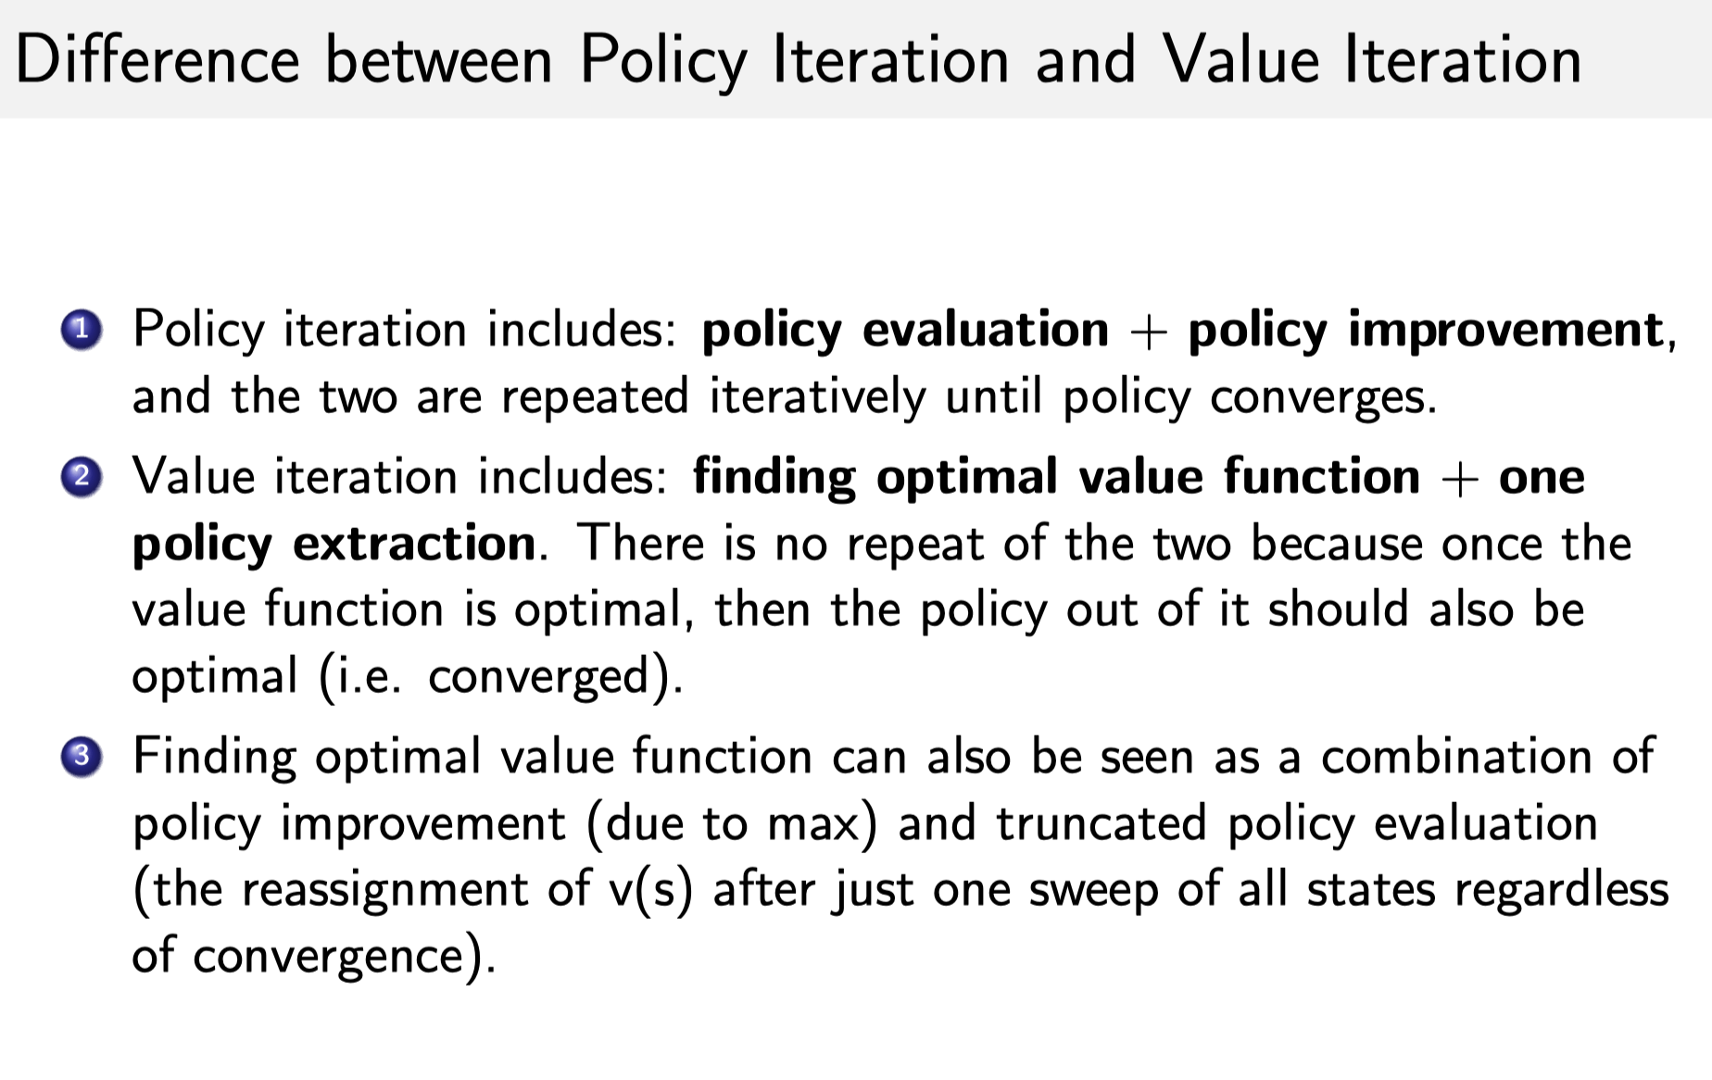 Difference between Policy Iteration and Value Iteration
1 Policy iteration includes: policy evaluation + policy improvement,
and the two are repeated iteratively until policy converges.
2 Value iteration includes: finding optimal value function + one
policy extraction. There is no repeat of the two because once the
value function is optimal, then the policy out of it should also be
optimal (i.e. converged).
3 Finding optimal value function can also be seen as a combination of
policy improvement (due to max) and truncated policy evaluation
(the reassignment of v(s) after just one sweep of all states regardless
of convergence).